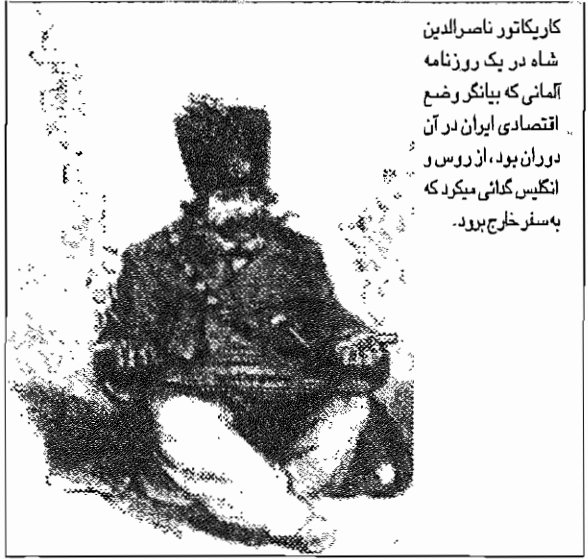 کاریکاتور ناصرالدین
شاه در یک روزنامه
آلمانی که بیانگر وضع
اقتصادی ایران در آن
دوران بود، از روس و
انگلیس گدائی میکرد که
به سفر خارج برود.